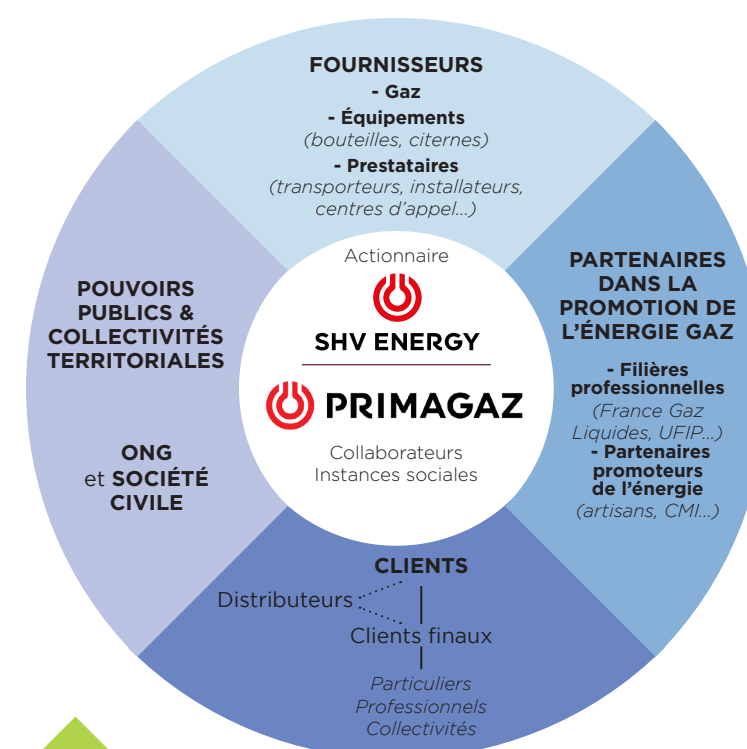 FOURNISSEURS
- Gaz
- Équipements
(bouteilles, citernes)
- Prestataires
(transporteurs, installateurs,
centres d'appel...)
POUVOIRS
PUBLICS &
COLLECTIVITÉS
TERRITORIALES
ONG
et SOCIÉTÉ
CIVILE
Actionnaire
SHV ENERGY
PRIMAGAZ
Collaborateurs
Instances sociales
PARTENAIRES
DANS LA
PROMOTION DE
L'ÉNERGIE GAZ
- Filières
professionnelles
(France Gaz
Liquides, UFIP...)
- Partenaires
promoteurs
de l'énergie
(artisans, CMI...)
CLIENTS
Distributeurs
Clients finaux
Particuliers
Professionnels
Collectivités